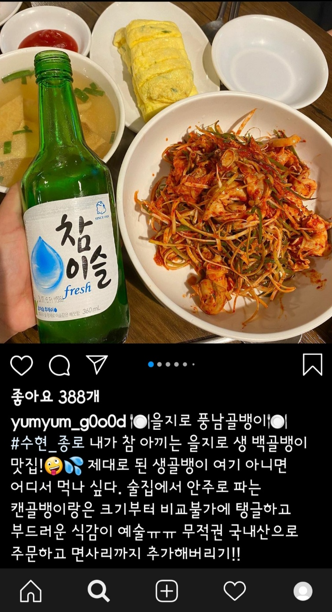 참이슬
fresh
360ml
좋아요 388개
yumyum_g0o0d 🍽을지로 풍남골뱅이🍽
#수현_종로 내가 참 아끼는 을지로 생 백골뱅이
맛집!🤪💦 제대로 된 생골뱅이 여기 아니면
어디서 먹나 싶다. 술집에서 안주로 파는
캔골뱅이랑은 크기부터 비교불가에 탱글하고
부드러운 식감이 예술ㅠㅠ 무적권 국내산으로
주문하고 면사리까지 추가해버리기!!